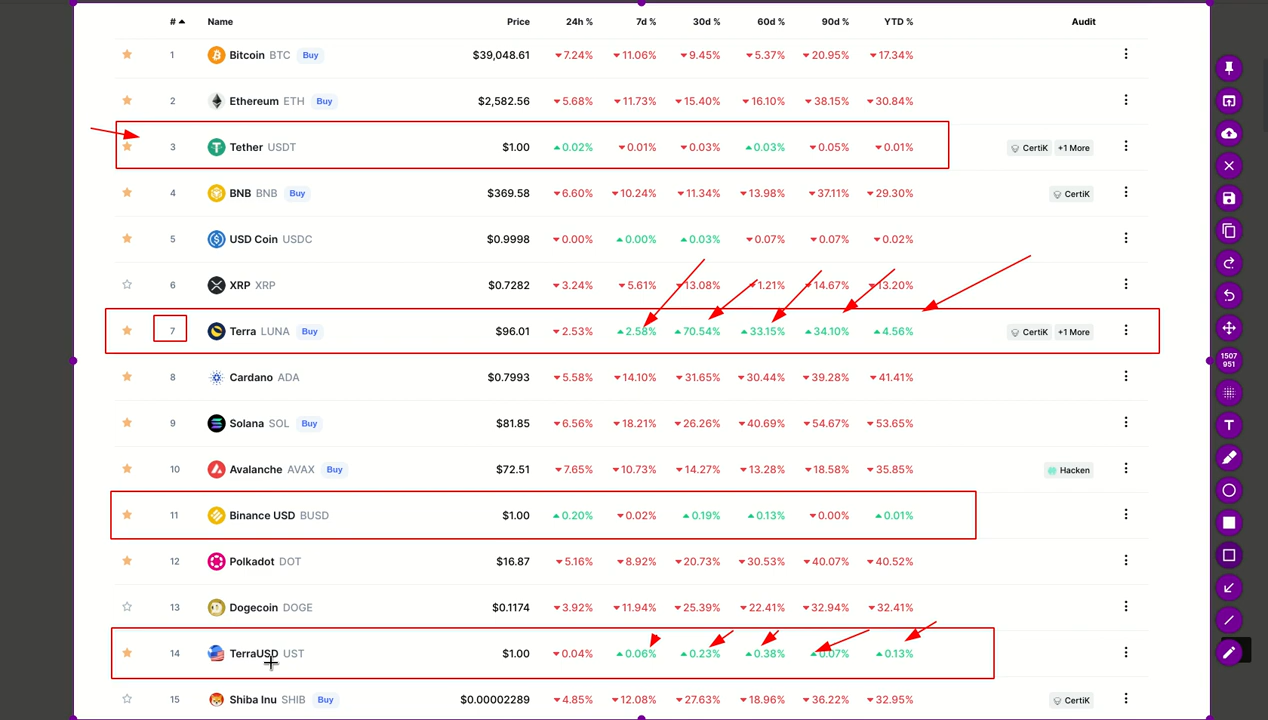 # Name Price 24h % 7d % 30d % 60d % 90d % YTD % Audit
1 Bitcoin BTC Buy $39,048.61 7.24% 11.06% 9.45% 5.37% 20.95% 17.34%
2 Ethereum ETH Buy $2,582.56 5.68% 11.73% 15.40% 16.10% 38.15% 30.84%
3 Tether USDT $1.00 0.02% 0.01% 0.03% 0.03% 0.05% 0.01% CertiK +1 More
4 BNB BNB Buy $369.58 6.60% 10.24% 11.34% 13.98% 37.11% 29.30% CertiK
5 USD Coin USDC $0.9998 0.00% 0.00% 0.03% 0.07% 0.07% 0.02%
6 XRP XRP $0.7282 3.24% 5.61% 13.08% 1.21% 14.67% 13.20%
7 Terra LUNA Buy $96.01 2.53% 2.58% 70.54% 33.15% 34.10% 4.56% CertiK +1 More
8 Cardano ADA $0.7993 5.58% 14.10% 31.65% 30.44% 39.28% 41.41%
9 Solana SOL Buy $81.85 6.56% 18.21% 26.26% 40.69% 54.67% 53.65%
10 Avalanche AVAX Buy $72.51 7.65% 10.73% 14.27% 13.28% 18.58% 35.85% Hacken
11 Binance USD BUSD $1.00 0.20% 0.02% 0.19% 0.13% 0.00% 0.01%
12 Polkadot DOT $16.87 5.16% 8.92% 20.73% 30.53% 40.07% 40.52%
13 Dogecoin DOGE $0.1174 3.92% 11.94% 25.39% 22.41% 32.94% 32.41%
14 TerraUSD UST $1.00 0.04% 0.06% 0.23% 0.38% 0.07% 0.13%
15 Shiba Inu SHIB Buy $0.00002289 4.85% 12.08% 27.63% 18.96% 36.22% 32.95% CertiK
1507
951
T